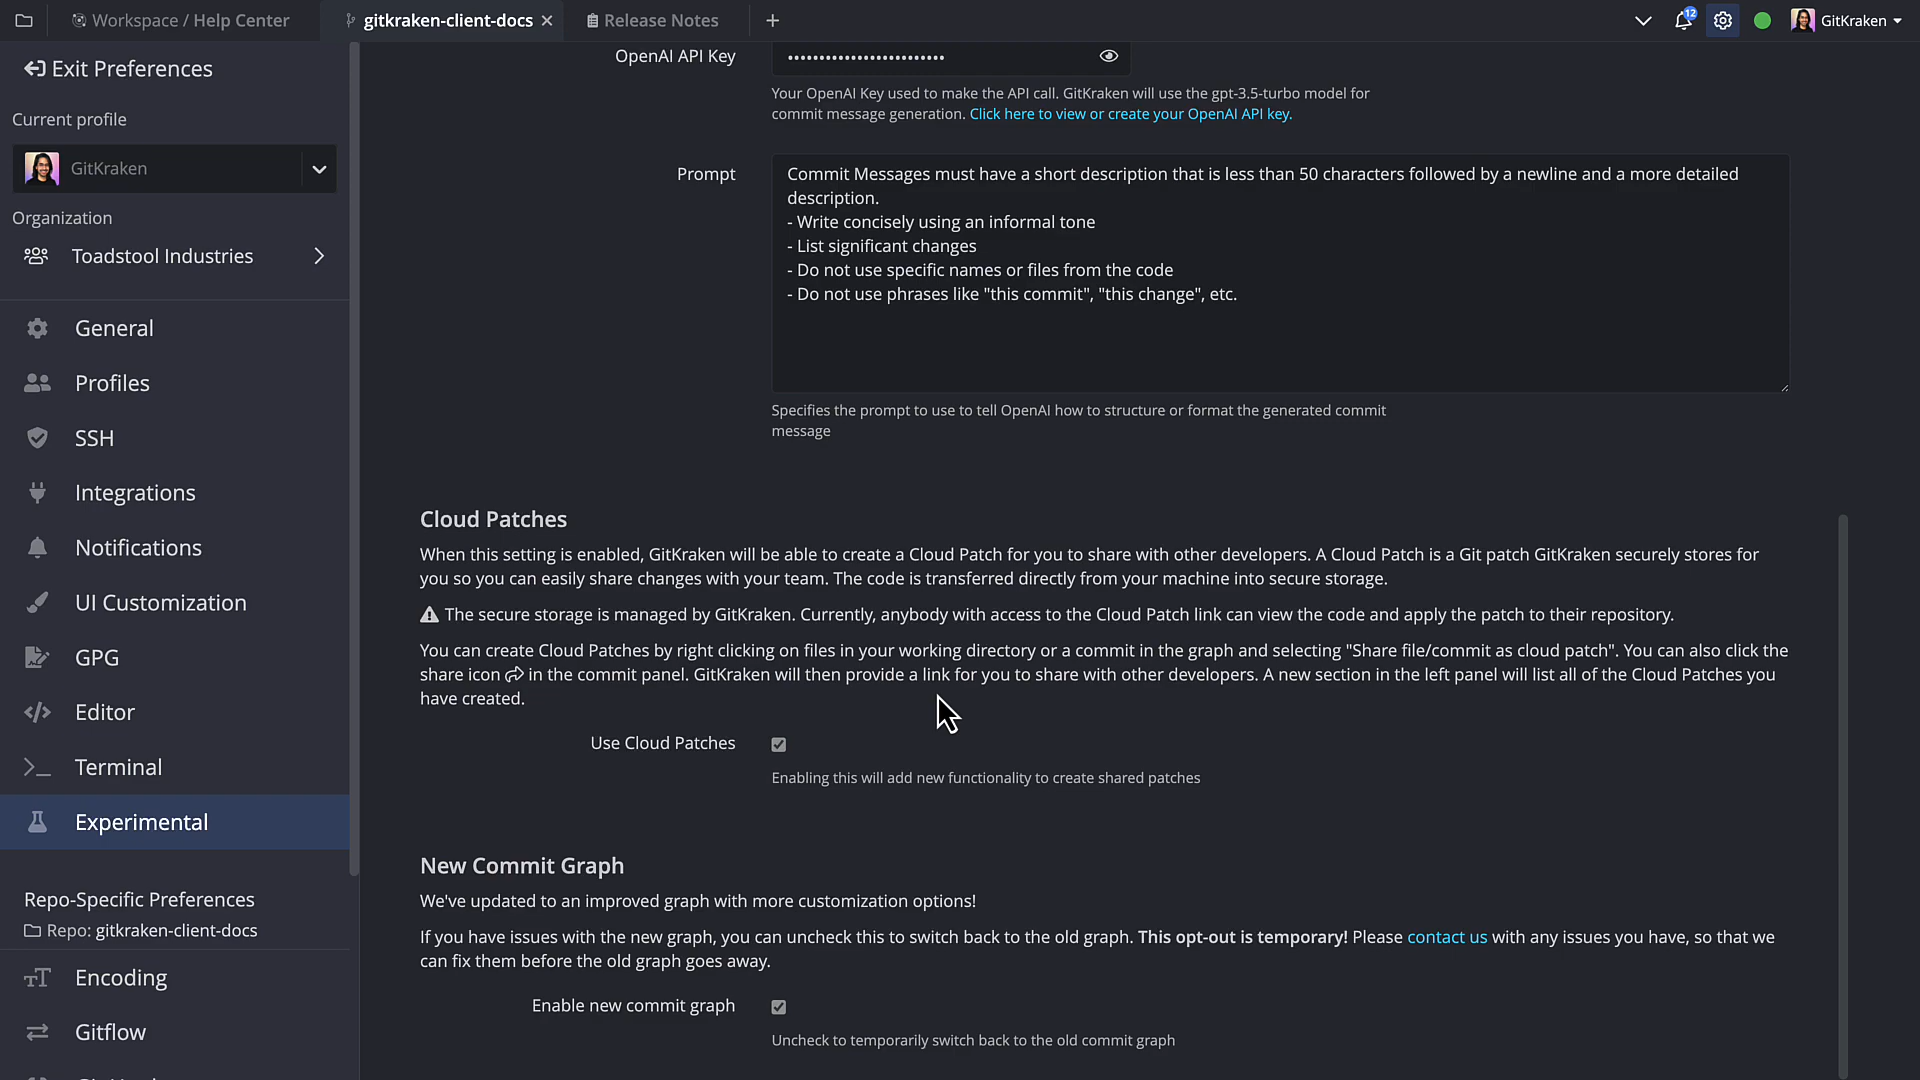 Workspace / Help Center
gitkraken-client-docs
Release Notes
12
GitKraken
Exit Preferences
Current profile
GitKraken
Organization
Toadstool Industries
General
Profiles
SSH
Integrations
Notifications
UI Customization
GPG
Editor
Terminal
Experimental
Repo-Specific Preferences
Repo: gitkraken-client-docs
Encoding
Gitflow
OpenAI API Key
Your OpenAI Key used to make the API call. GitKraken will use the gpt-3.5-turbo model for
commit message generation. Click here to view or create your OpenAI API key.
Prompt
Commit Messages must have a short description that is less than 50 characters followed by a newline and a more detailed
description.
- Write concisely using an informal tone
- List significant changes
- Do not use specific names or files from the code
- Do not use phrases like "this commit", "this change", etc.
Specifies the prompt to use to tell OpenAI how to structure or format the generated commit
message
Cloud Patches
When this setting is enabled, GitKraken will be able to create a Cloud Patch for you to share with other developers. A Cloud Patch is a Git patch GitKraken securely stores for
you so you can easily share changes with your team. The code is transferred directly from your machine into secure storage.
The secure storage is managed by GitKraken. Currently, anybody with access to the Cloud Patch link can view the code and apply the patch to their repository.
You can create Cloud Patches by right clicking on files in your working directory or a commit in the graph and selecting "Share file/commit as cloud patch". You can also click the
share icon in the commit panel. GitKraken will then provide a link for you to share with other developers. A new section in the left panel will list all of the Cloud Patches you
have created.
Use Cloud Patches
Enabling this will add new functionality to create shared patches
New Commit Graph
We've updated to an improved graph with more customization options!
If you have issues with the new graph, you can uncheck this to switch back to the old graph. This opt-out is temporary! Please contact us with any issues you have, so that we
can fix them before the old graph goes away.
Enable new commit graph
Uncheck to temporarily switch back to the old commit graph